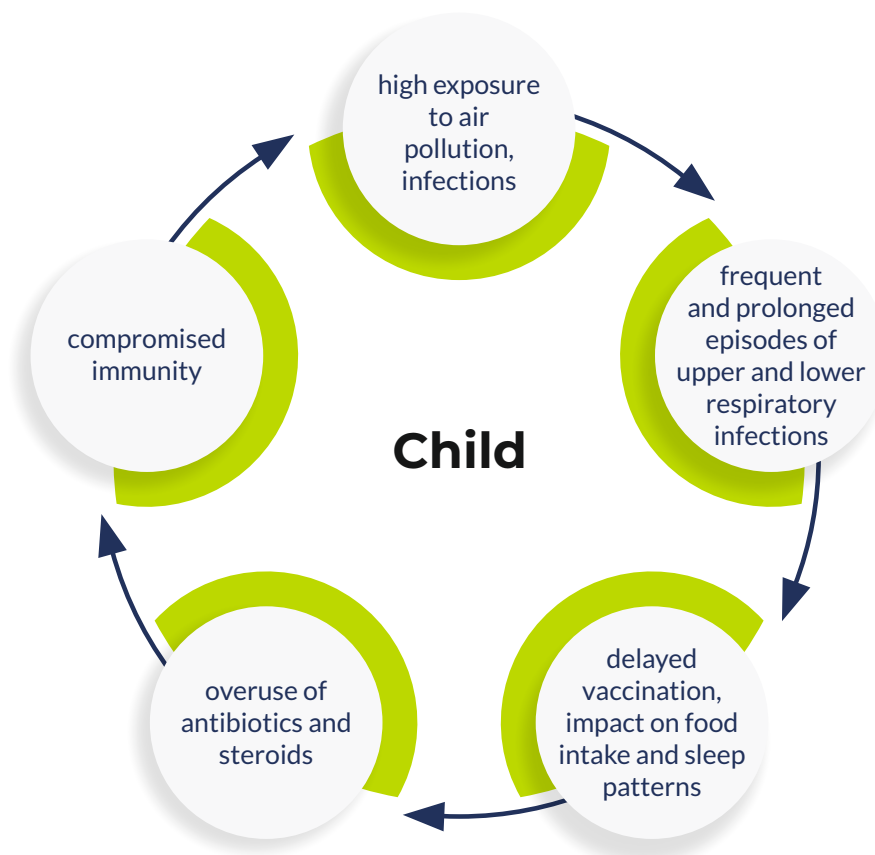 high exposure
to air
pollution,
infections
frequent
and prolonged
episodes of
upper and lower
respiratory
infections
delayed
vaccination,
impact on food
intake and sleep
patterns
overuse of
antibiotics and
steroids
compromised
immunity
Child